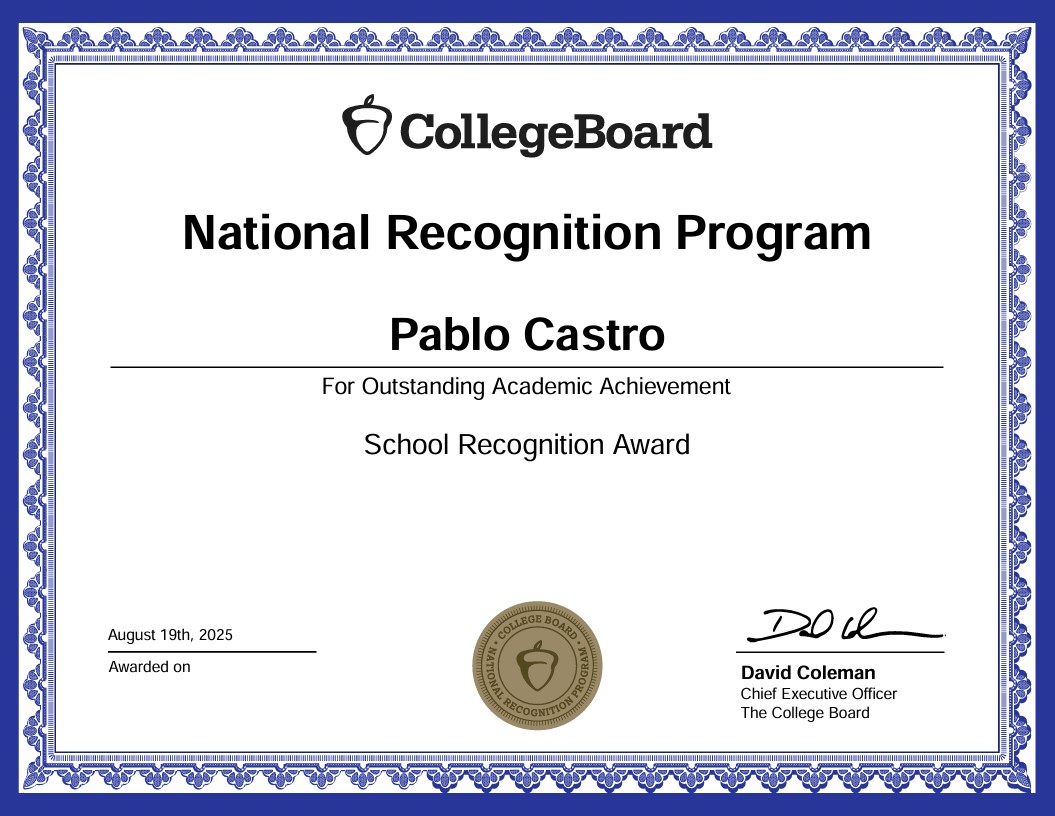 CollegeBoard
National Recognition Program
Pablo Castro
For Outstanding Academic Achievement
School Recognition Award
August 19th, 2025
Awarded on
• COLLEGE BOARD •
NATIONAL RECOGNITION PROGRAM
David Coleman
Chief Executive Officer
The College Board